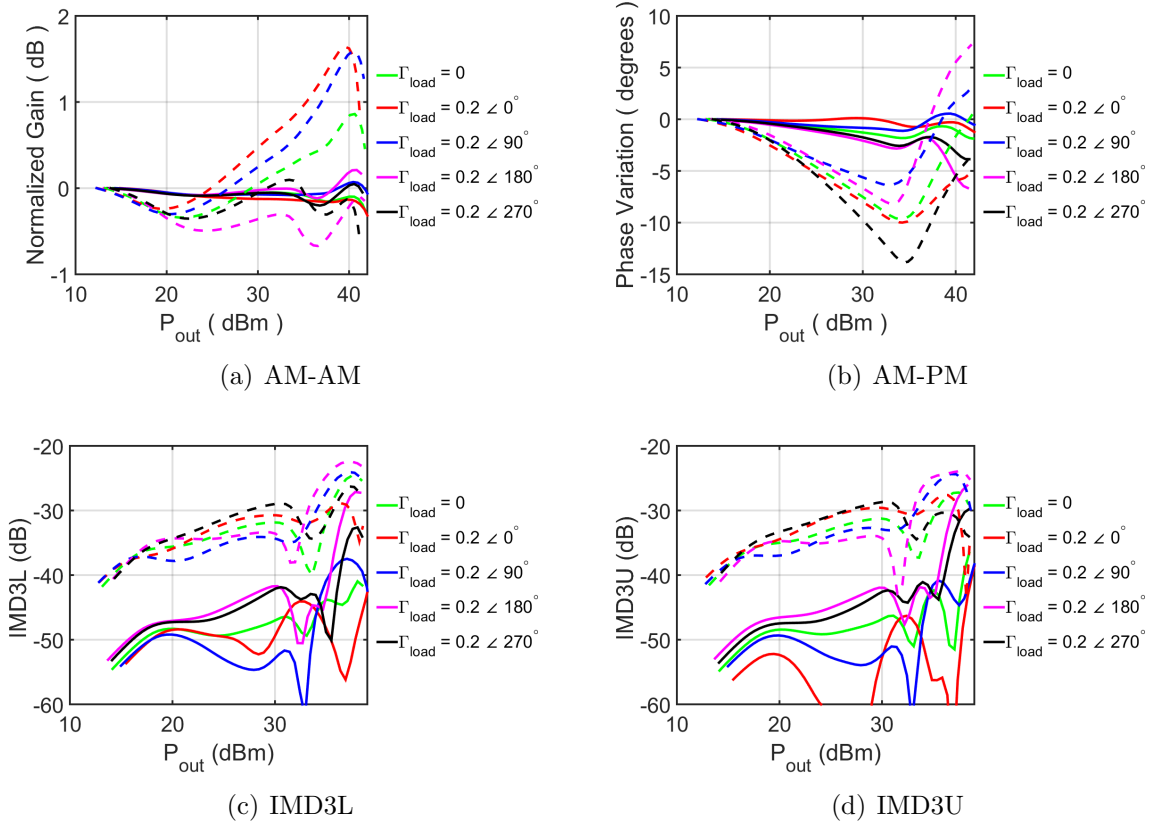 2
1
0
-1
Normalized Gain ( dB )
10 20 30 40
P_out ( dBm )
Γ_load = 0
Γ_load = 0.2 ∠ 0°
Γ_load = 0.2 ∠ 90°
Γ_load = 0.2 ∠ 180°
Γ_load = 0.2 ∠ 270°
(a) AM-AM
10
5
0
-5
-10
-15
Phase Variation ( degrees )
10 20 30 40
P_out ( dBm )
Γ_load = 0
Γ_load = 0.2 ∠ 0°
Γ_load = 0.2 ∠ 90°
Γ_load = 0.2 ∠ 180°
Γ_load = 0.2 ∠ 270°
(b) AM-PM
-20
-30
-40
-50
-60
IMD3L (dB)
10 20 30
P_out (dBm)
Γ_load = 0
Γ_load = 0.2 ∠ 0°
Γ_load = 0.2 ∠ 90°
Γ_load = 0.2 ∠ 180°
Γ_load = 0.2 ∠ 270°
(c) IMD3L
-20
-30
-40
-50
-60
IMD3U (dB)
10 20 30
P_out (dBm)
Γ_load = 0
Γ_load = 0.2 ∠ 0°
Γ_load = 0.2 ∠ 90°
Γ_load = 0.2 ∠ 180°
Γ_load = 0.2 ∠ 270°
(d) IMD3U